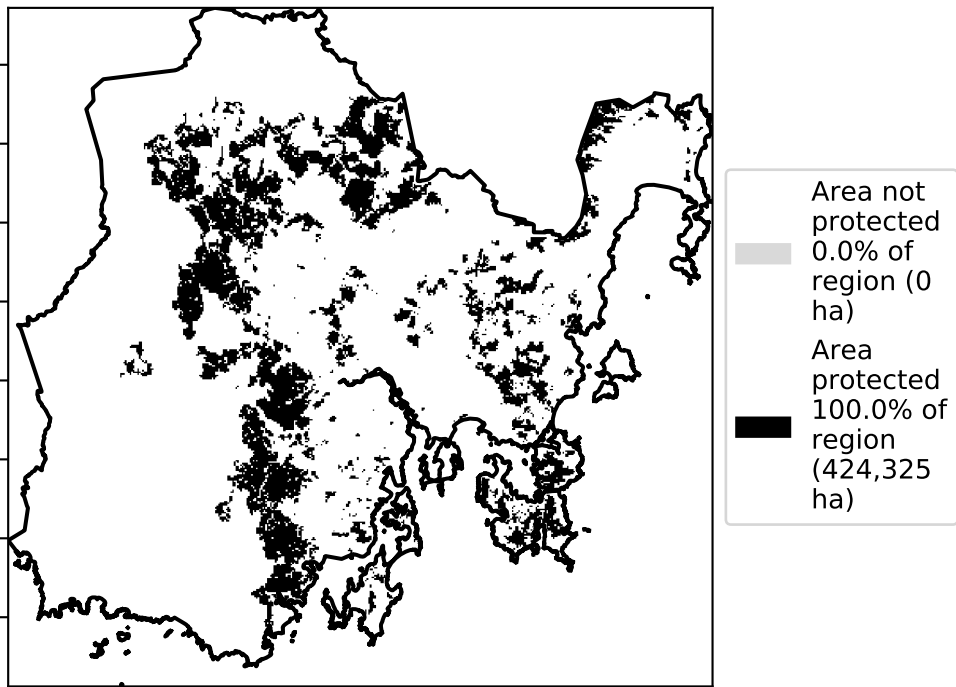 Area not
protected
0.0% of
region (0
ha)
Area
protected
100.0% of
region
(424,325
ha)